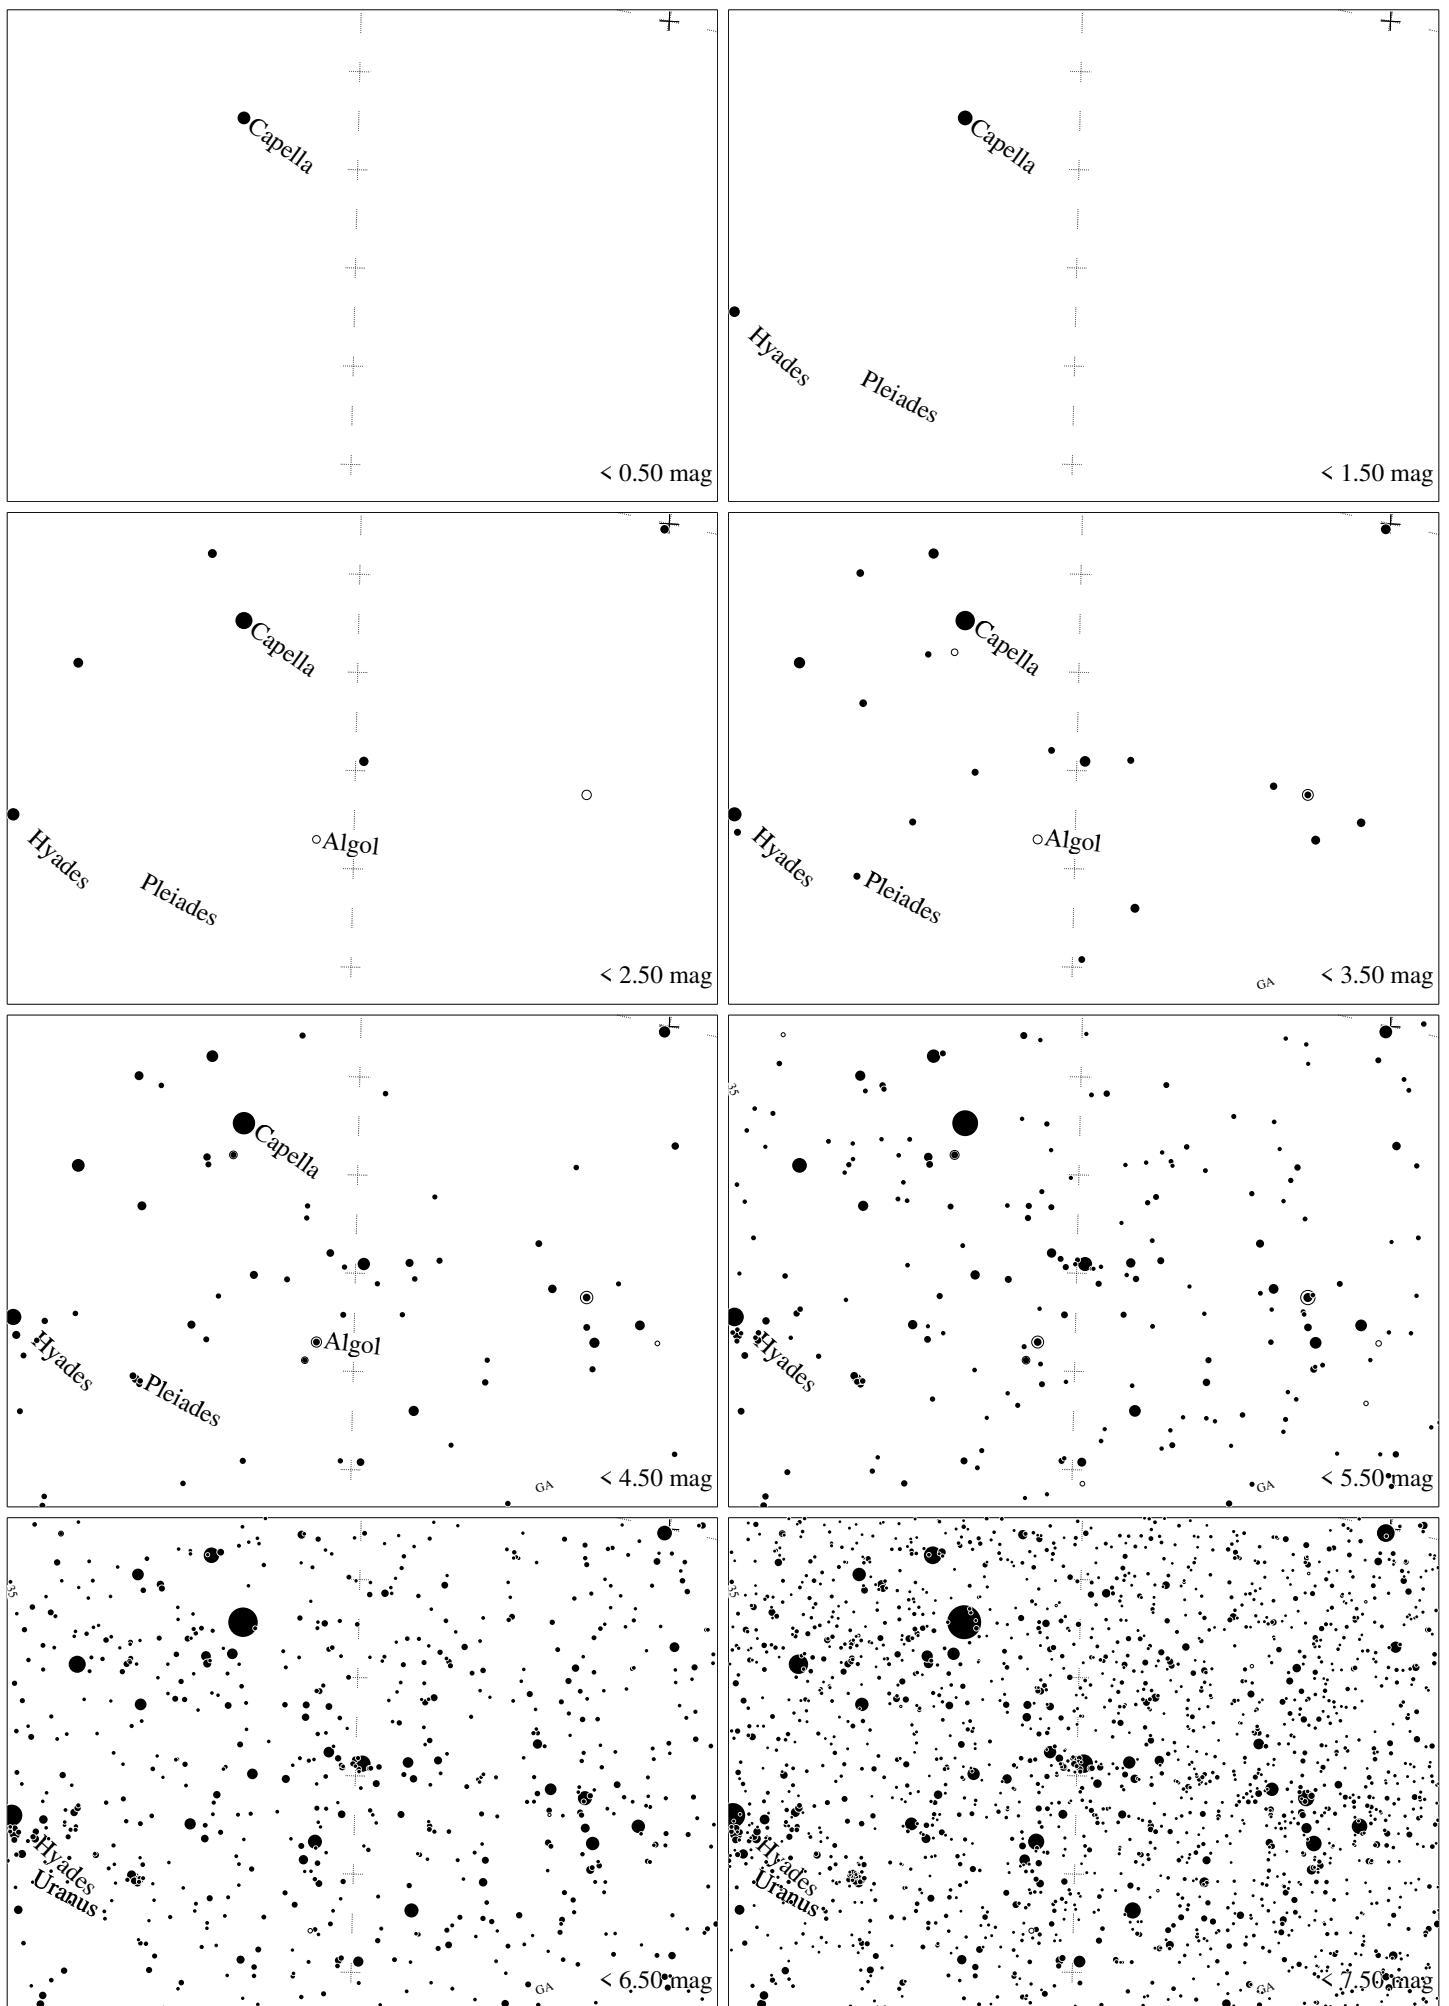 Capella
< 0.50 mag
Capella
Hyades
Pleiades
< 1.50 mag
Capella
Algol
Hyades
Pleiades
< 2.50 mag
Capella
Algol
Hyades
Pleiades
GA
< 3.50 mag
Capella
Algol
Hyades
Pleiades
GA
< 4.50 mag
35
Hyades
GA
< 5.50 mag
35
Hyades
Uranus
GA
< 6.50 mag
35
Hyades
Uranus
GA
< 7.50 mag